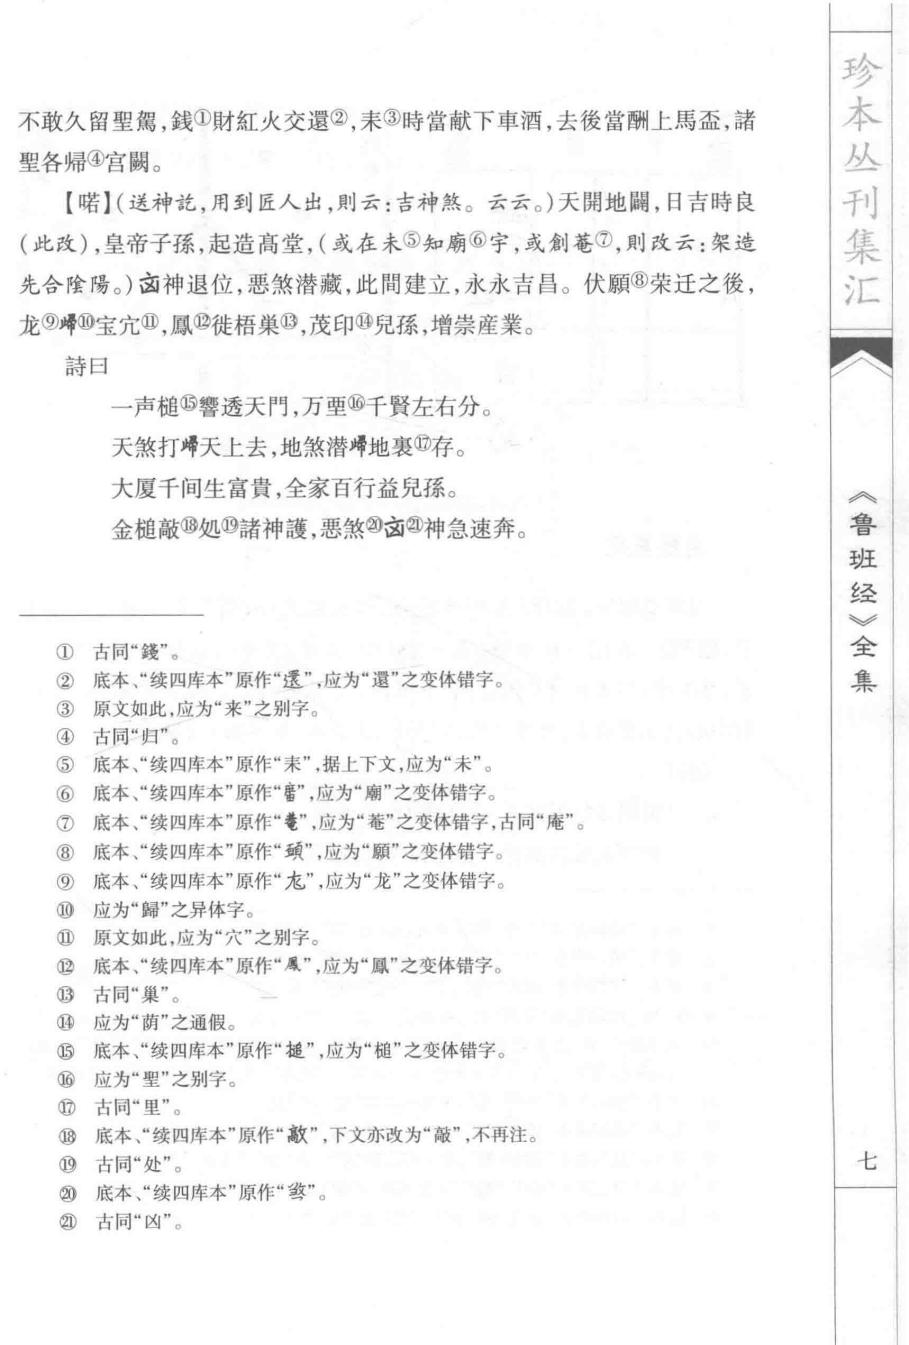 不敢久留聖駕,銭①財紅火交還②,耒③時當献下車酒,去後當酬上馬盃,諸
聖各帰④宫闕。
【喏】(送神訖,用到匠人出,則云:吉神煞。云云。)天開地闢,日吉時良
(此改),皇帝子孫,起造髙堂,(或在未⑤知廟⑥宇,或創菴⑦,則改云:架造
先合陰陽。)神退位,悪煞潜藏,此間建立,永永吉昌。伏願⑧荣迁之後,
龙⑨⑩宝宂⑪,鳳⑫徙梧巢⑬,茂印⑭兒孫,增崇産業。
詩曰
一声槌⑮響透天門,万垔⑯千賢左右分。
天煞打天上去,地煞潜地裏⑰存。
大厦千间生富貴,全家百行益兒孫。
金槌敲⑱処⑲諸神護,悪煞⑳㉑神急速奔。
① 古同“錢”。
② 底本、“续四库本”原作“”,应为“還”之变体错字。
③ 原文如此,应为“来”之别字。
④ 古同“归”。
⑤ 底本、“续四库本”原作“耒”,据上下文,应为“未”。
⑥ 底本、“续四库本”原作“”,应为“廟”之变体错字。
⑦ 底本、“续四库本”原作“”,应为“菴”之变体错字,古同“庵”。
⑧ 底本、“续四库本”原作“”,应为“願”之变体错字。
⑨ 底本、“续四库本”原作“”,应为“龙”之变体错字。
⑩ 应为“歸”之异体字。
⑪ 原文如此,应为“穴”之别字。
⑫ 底本、“续四库本”原作“”,应为“鳳”之变体错字。
⑬ 古同“巢”。
⑭ 应为“荫”之通假。
⑮ 底本、“续四库本”原作“”,应为“槌”之变体错字。
⑯ 应为“聖”之别字。
⑰ 古同“里”。
⑱ 底本、“续四库本”原作“”,下文亦改为“敲”,不再注。
⑲ 古同“处”。
⑳ 底本、“续四库本”原作“”。
㉑ 古同“凶”。
珍本丛刊集汇
《鲁班经》全集
七